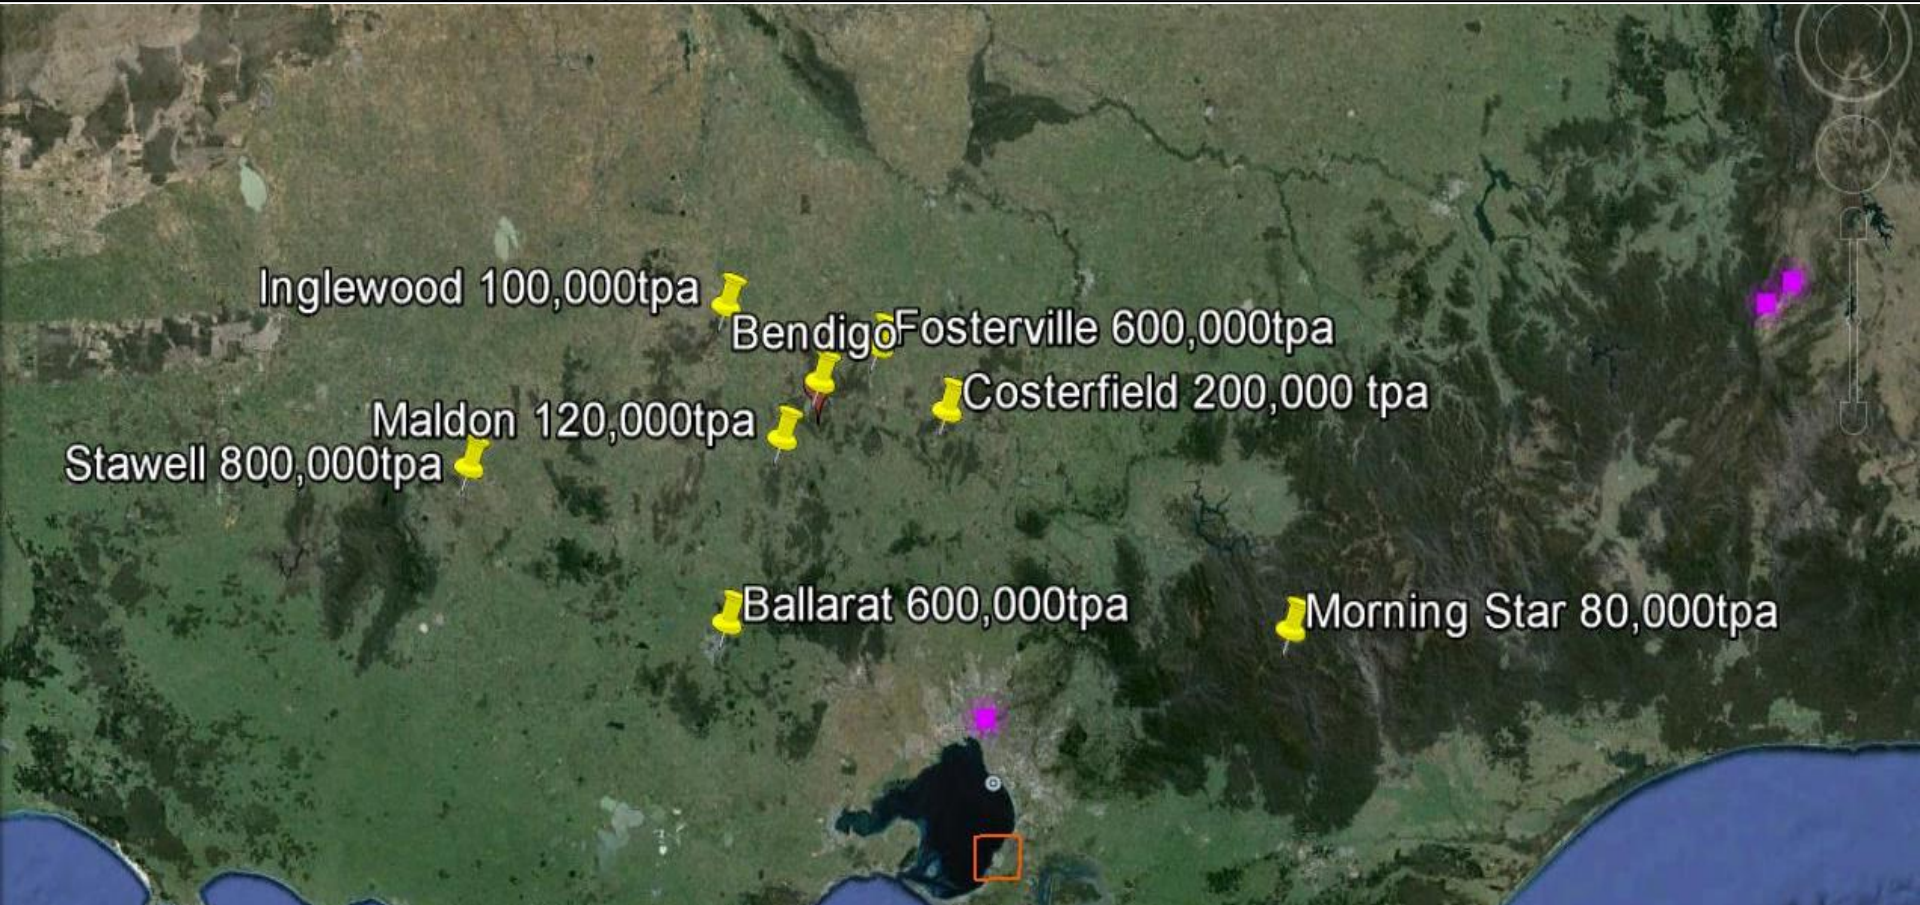 Inglewood 100,000tpa
Bendigo
Fosterville 600,000tpa
Costerfield 200,000 tpa
Maldon 120,000tpa
Stawell 800,000tpa
Ballarat 600,000tpa
Morning Star 80,000tpa